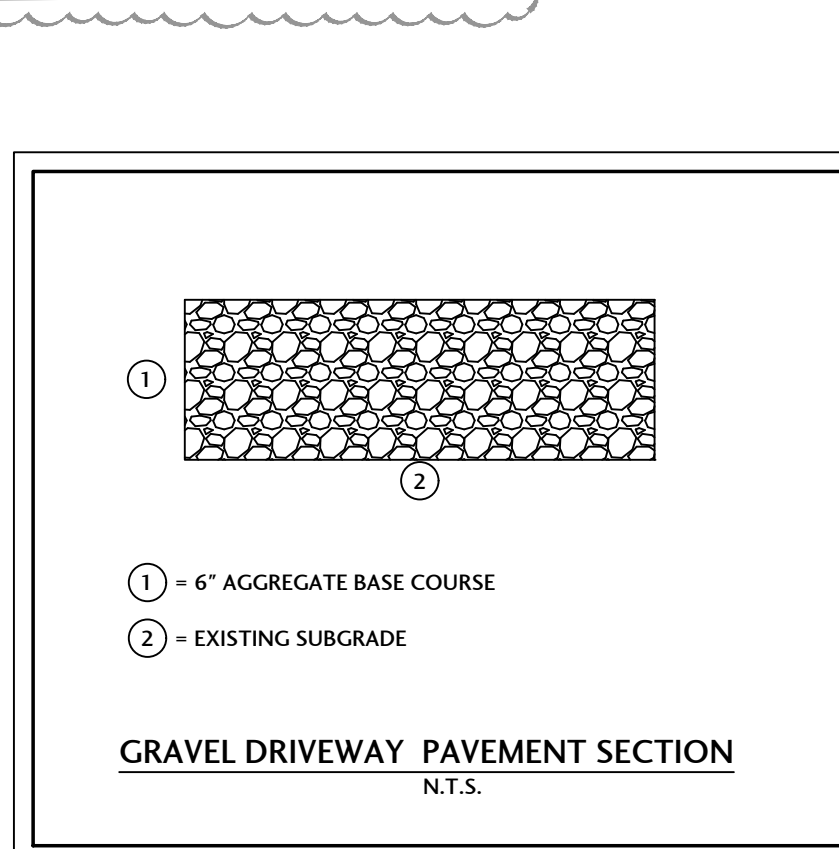 1
2
1 = 6" AGGREGATE BASE COURSE
2 = EXISTING SUBGRADE
GRAVEL DRIVEWAY PAVEMENT SECTION
N.T.S.